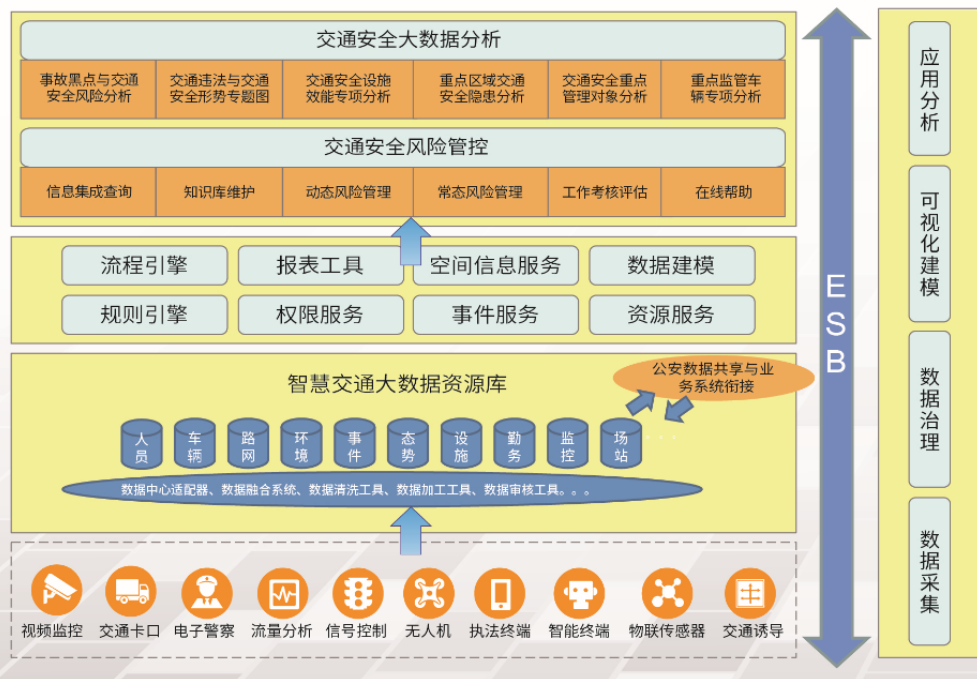 交通安全大数据分析
事故黑点与交通
安全风险分析
交通违法与交通
安全形势专题图
交通安全设施
效能专项分析
重点区域交通
安全隐患分析
交通安全重点
管理对象分析
重点监管车
辆专项分析
交通安全风险管控
信息集成查询
知识库维护
动态风险管理
常态风险管理
工作考核评估
在线帮助
流程引擎
报表工具
空间信息服务
数据建模
规则引擎
权限服务
事件服务
资源服务
智慧交通大数据资源库
公安数据共享与业
务系统衔接
人员
车辆
路网
环境
事件
态势
设施
勤务
监控
场站
数据中心适配器、数据融合系统、数据清洗工具、数据加工工具、数据审核工具。。。
视频监控
交通卡口
电子警察
流量分析
信号控制
无人机
执法终端
智能终端
物联传感器
交通诱导
ESB
应用分析
可视化建模
数据治理
数据采集